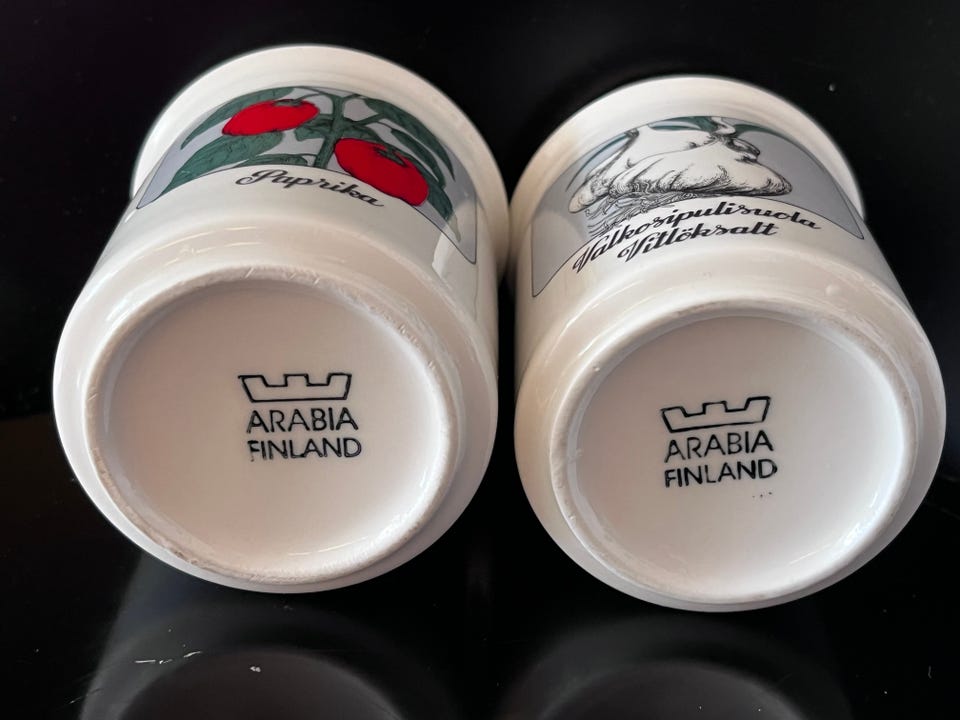 Paprika
Valkosipulisuola
Vitlöksalt
ARABIA
FINLAND
ARABIA
FINLAND